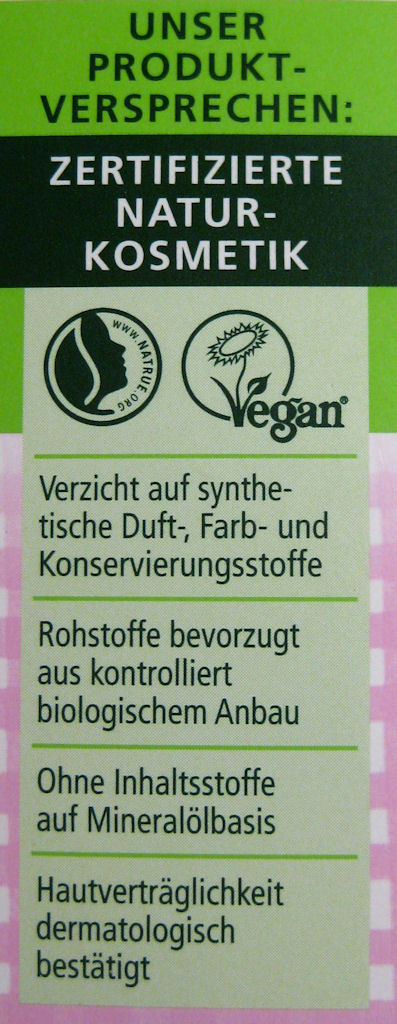 UNSER
PRODUKT-
VERSPRECHEN:
ZERTIFIZIERTE
NATUR-
KOSMETIK
WWW.NATRUE.ORG
Vegan®
Verzicht auf synthe-
tische Duft-, Farb- und
Konservierungsstoffe
Rohstoffe bevorzugt
aus kontrolliert
biologischem Anbau
Ohne Inhaltsstoffe
auf Mineralölbasis
Hautverträglichkeit
dermatologisch
bestätigt